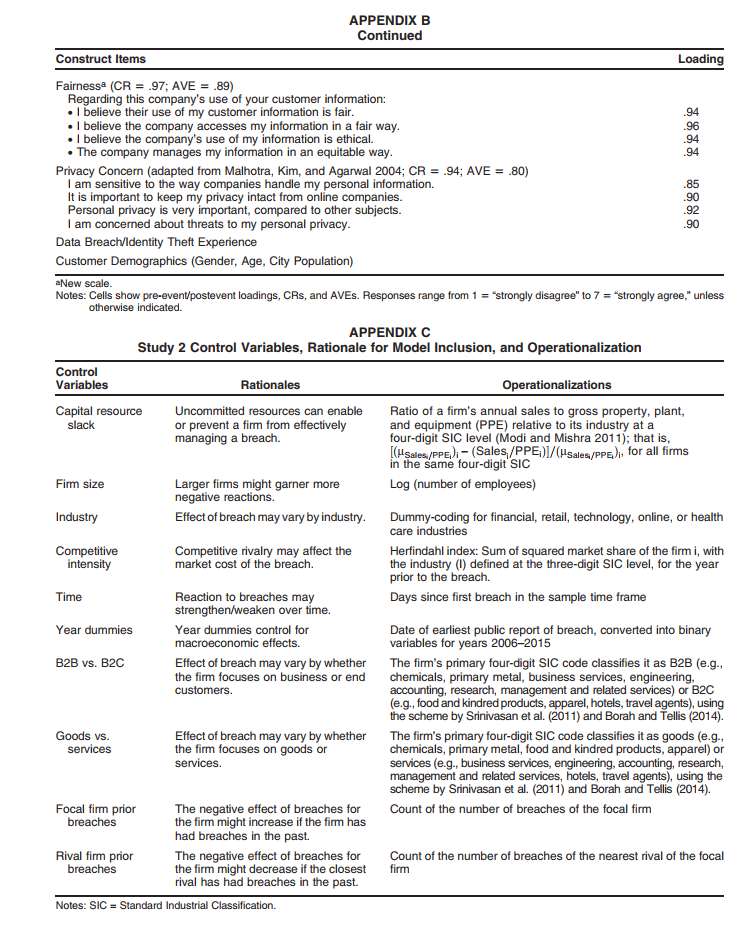 APPENDIX B
Continued
Construct Items Loading
Fairnessᵃ (CR = .97; AVE = .89)
Regarding this company's use of your customer information:
• I believe their use of my customer information is fair. .94
• I believe the company accesses my information in a fair way. .96
• I believe the company's use of my information is ethical. .94
• The company manages my information in an equitable way. .94
Privacy Concern (adapted from Malhotra, Kim, and Agarwal 2004; CR = .94; AVE = .80)
I am sensitive to the way companies handle my personal information. .85
It is important to keep my privacy intact from online companies. .90
Personal privacy is very important, compared to other subjects. .92
I am concerned about threats to my personal privacy. .90
Data Breach/Identity Theft Experience
Customer Demographics (Gender, Age, City Population)
ᵃNew scale.
Notes: Cells show pre-event/postevent loadings, CRs, and AVEs. Responses range from 1 = “strongly disagree” to 7 = “strongly agree,” unless
otherwise indicated.
APPENDIX C
Study 2 Control Variables, Rationale for Model Inclusion, and Operationalization
Control
Variables Rationales Operationalizations
Capital resource Uncommitted resources can enable Ratio of a firm's annual sales to gross property, plant,
slack or prevent a firm from effectively and equipment (PPE) relative to its industry at a
managing a breach. four-digit SIC level (Modi and Mishra 2011); that is,
[(μSalesᵢ/PPEᵢ)ᵢ – (Salesᵢ/PPEᵢ)]/(μSalesᵢ/PPEᵢ)ᵢ, for all firms
in the same four-digit SIC
Firm size Larger firms might garner more Log (number of employees)
negative reactions.
Industry Effect of breach may vary by industry. Dummy-coding for financial, retail, technology, online, or health
care industries
Competitive Competitive rivalry may affect the Herfindahl index: Sum of squared market share of the firm i, with
intensity market cost of the breach. the industry (I) defined at the three-digit SIC level, for the year
prior to the breach.
Time Reaction to breaches may Days since first breach in the sample time frame
strengthen/weaken over time.
Year dummies Year dummies control for Date of earliest public report of breach, converted into binary
macroeconomic effects. variables for years 2006–2015
B2B vs. B2C Effect of breach may vary by whether The firm's primary four-digit SIC code classifies it as B2B (e.g.,
the firm focuses on business or end chemicals, primary metal, business services, engineering,
customers. accounting, research, management and related services) or B2C
(e.g., food and kindred products, apparel, hotels, travel agents), using
the scheme by Srinivasan et al. (2011) and Borah and Tellis (2014).
Goods vs. Effect of breach may vary by whether The firm's primary four-digit SIC code classifies it as goods (e.g.,
services the firm focuses on goods or chemicals, primary metal, food and kindred products, apparel) or
services. services (e.g., business services, engineering, accounting, research,
management and related services, hotels, travel agents), using the
scheme by Srinivasan et al. (2011) and Borah and Tellis (2014).
Focal firm prior The negative effect of breaches for Count of the number of breaches of the focal firm
breaches the firm might increase if the firm has
had breaches in the past.
Rival firm prior The negative effect of breaches for Count of the number of breaches of the nearest rival of the focal
breaches the firm might decrease if the closest firm
rival has had breaches in the past.
Notes: SIC = Standard Industrial Classification.